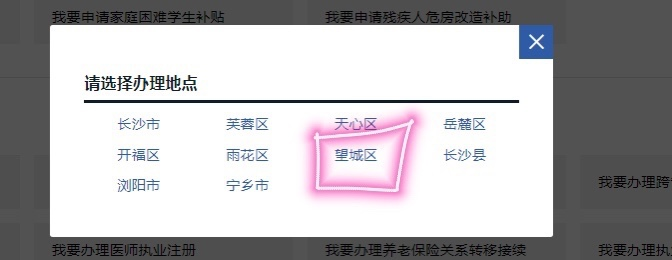 我要申请家庭困难学生补贴 我要申请残疾人危房改造补助
请选择办理地点
长沙市 芙蓉区 天心区 岳麓区
开福区 雨花区 望城区 长沙县
浏阳市 宁乡市
我要办理跨
我要办理医师执业注册 我要办理养老保险关系转移接续 我要办理执